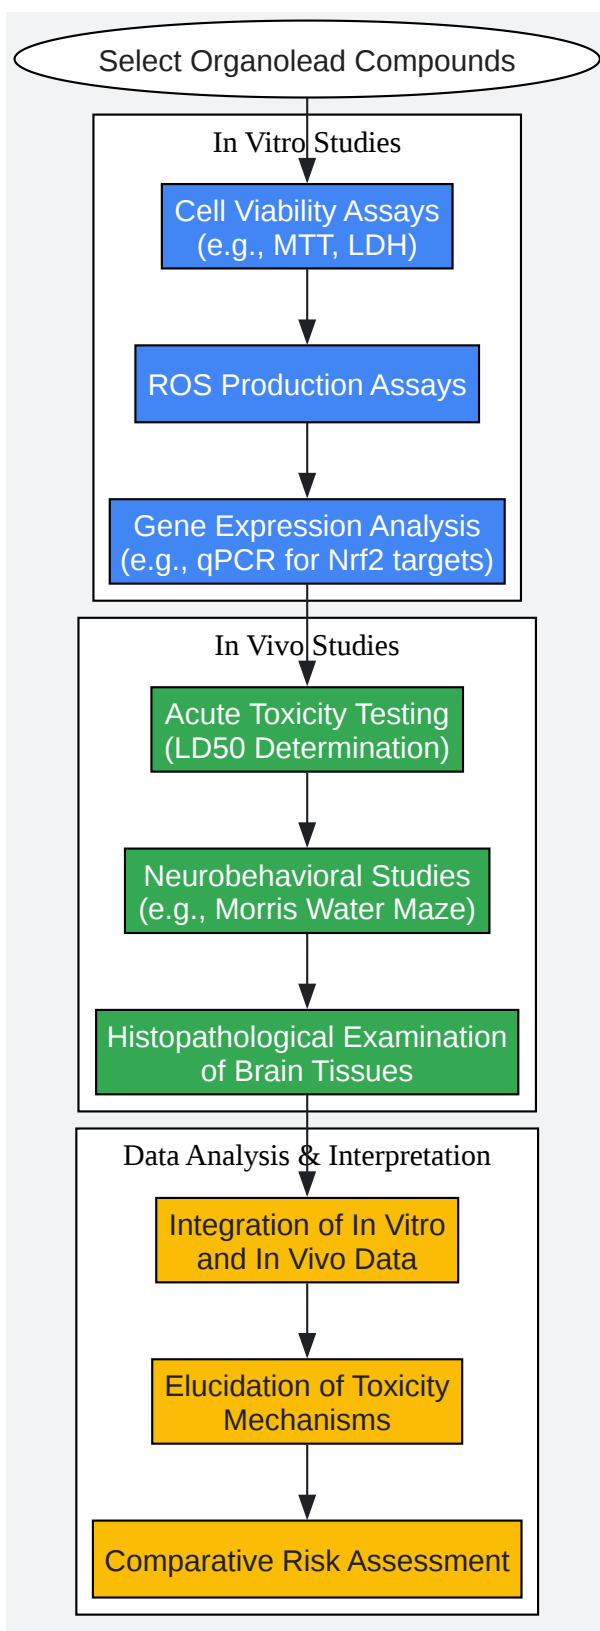 Select Organolead Compounds
In Vitro Studies
Cell Viability Assays
(e.g., MTT, LDH)
ROS Production Assays
Gene Expression Analysis
(e.g., qPCR for Nrf2 targets)
In Vivo Studies
Acute Toxicity Testing
(LD50 Determination)
Neurobehavioral Studies
(e.g., Morris Water Maze)
Histopathological Examination
of Brain Tissues
Data Analysis & Interpretation
Integration of In Vitro
and In Vivo Data
Elucidation of Toxicity
Mechanisms
Comparative Risk Assessment